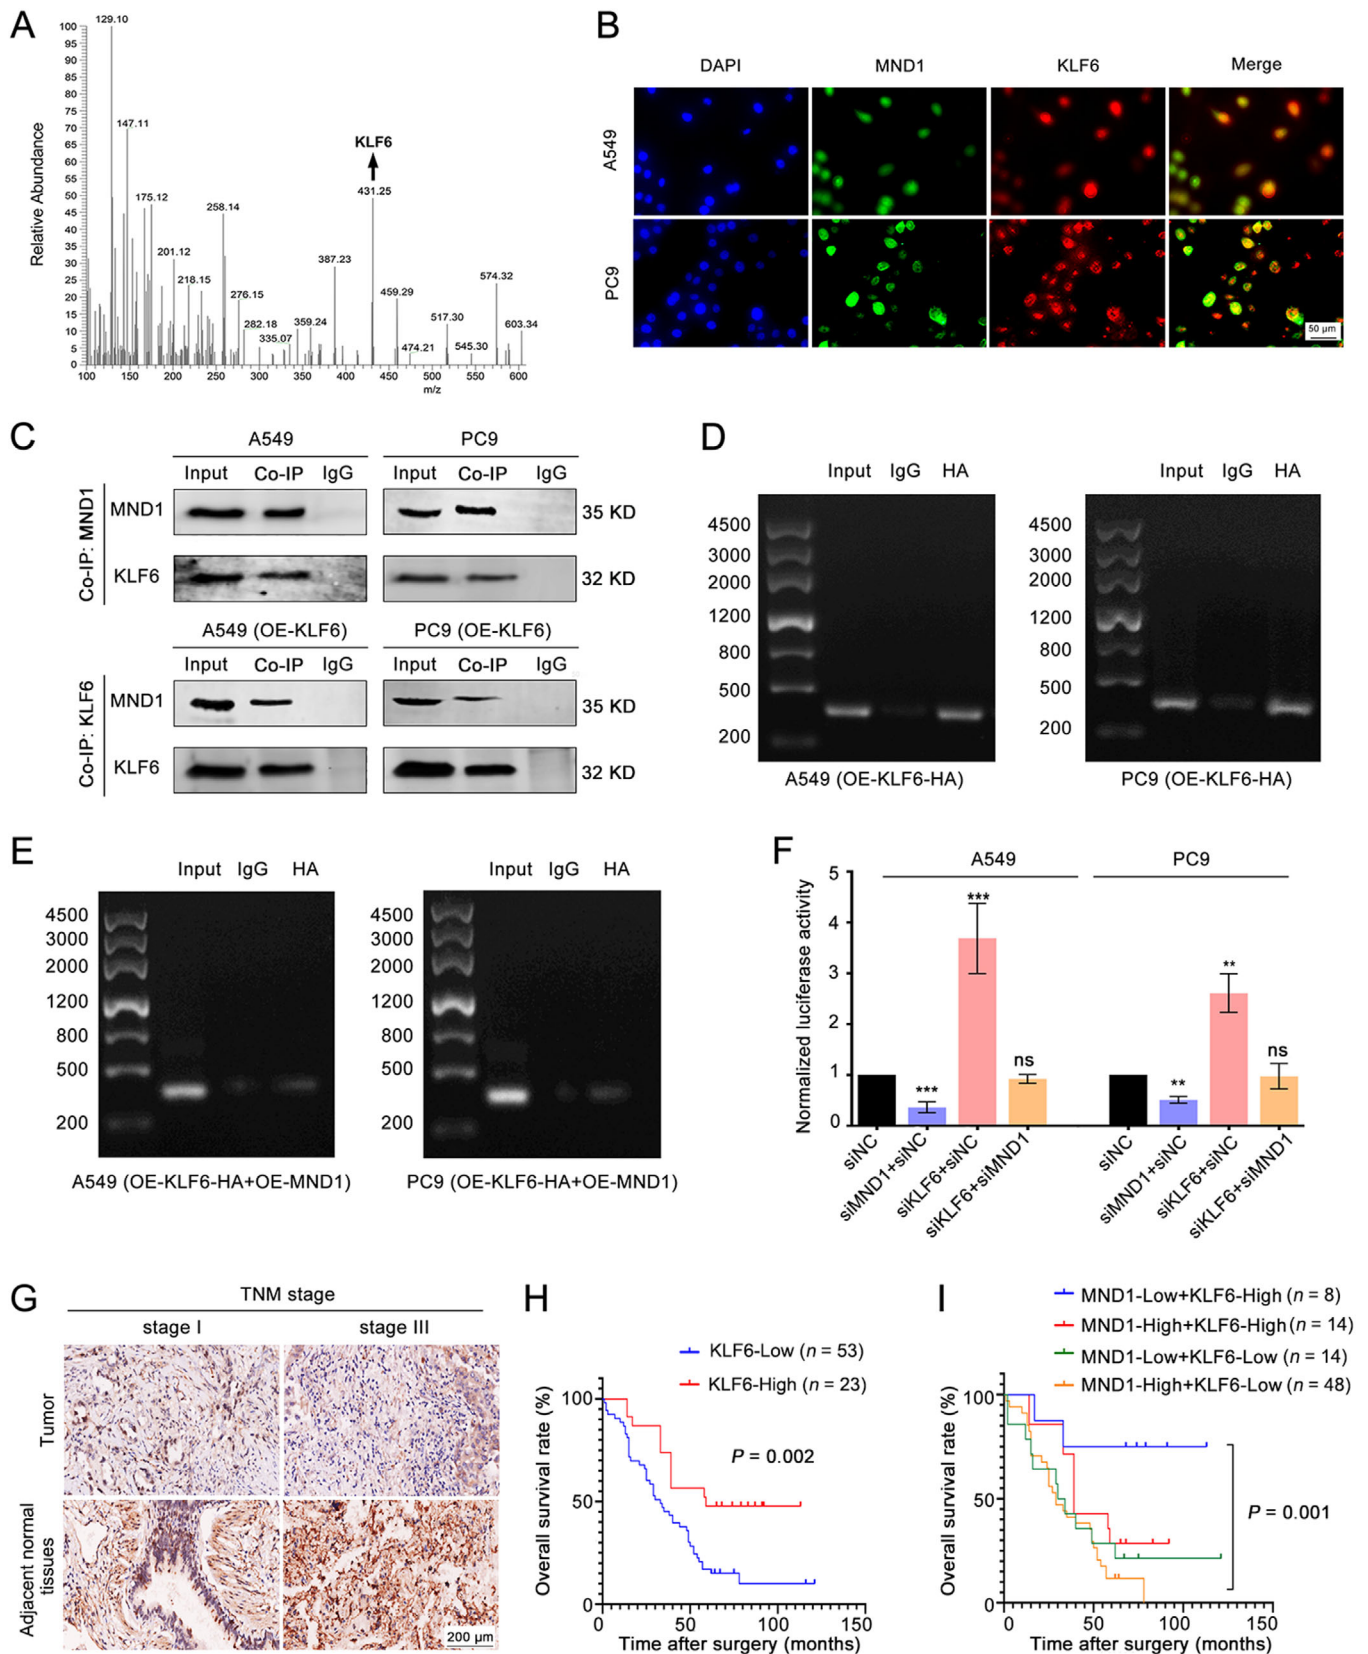 A
129.10
147.11
175.12
201.12
218.15
258.14
276.15
282.18
335.07
359.24
387.23
KLF6
431.25
459.29
474.21
517.30
545.30
574.32
603.34
Relative Abundance
100
95
90
85
80
75
70
65
60
55
50
45
40
35
30
25
20
15
10
5
0
100 150 200 250 300 350 400 450 500 550 600
m/z
B
DAPI MND1 KLF6 Merge
A549
PC9
50 µm
C
A549 PC9
Input Co-IP IgG Input Co-IP IgG
Co-IP: MND1
MND1 35 KD
KLF6 32 KD
A549 (OE-KLF6) PC9 (OE-KLF6)
Input Co-IP IgG Input Co-IP IgG
Co-IP: KLF6
MND1 35 KD
KLF6 32 KD
D
Input IgG HA Input IgG HA
4500 4500
3000 3000
2000 2000
1200 1200
800 800
500 500
200 200
A549 (OE-KLF6-HA) PC9 (OE-KLF6-HA)
E
Input IgG HA Input IgG HA
4500 4500
3000 3000
2000 2000
1200 1200
800 800
500 500
200 200
A549 (OE-KLF6-HA+OE-MND1) PC9 (OE-KLF6-HA+OE-MND1)
F
A549 PC9
Normalized luciferase activity
5
4
3
2
1
0
*** *** ns ** ** ns
siNC siMND1+siNC siKLF6+siNC siKLF6+siMND1 siNC siMND1+siNC siKLF6+siNC siKLF6+siMND1
G
TNM stage
stage I stage III
Tumor
Adjacent normal
tissues
200 µm
H
KLF6-Low (n = 53)
KLF6-High (n = 23)
P = 0.002
Overall survival rate (%)
100
50
0
0 50 100 150
Time after surgery (months)
I
MND1-Low+KLF6-High (n = 8)
MND1-High+KLF6-High (n = 14)
MND1-Low+KLF6-Low (n = 14)
MND1-High+KLF6-Low (n = 48)
P = 0.001
Overall survival rate (%)
100
50
0
0 50 100 150
Time after surgery (months)